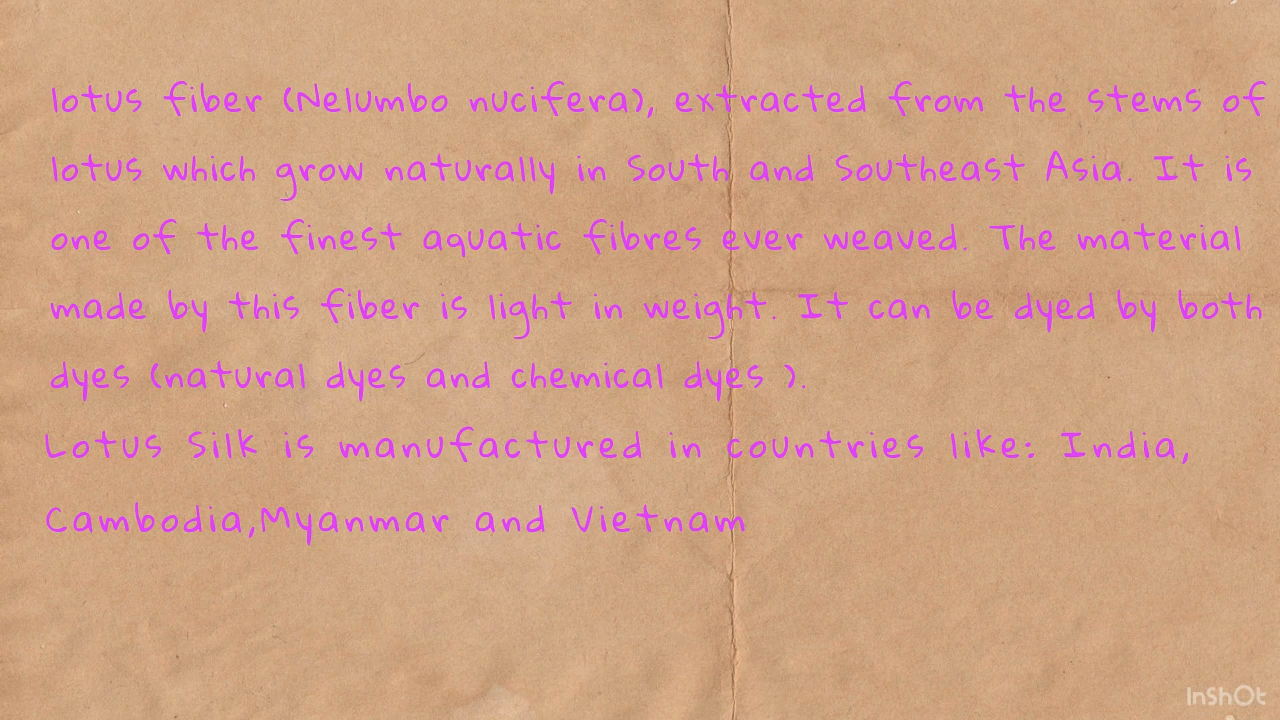 lotus fiber (Nelumbo nucifera), extracted from the stems of
lotus which grow naturally in South and Southeast Asia. It is
one of the finest aquatic fibres ever weaved. The material
made by this fiber is light in weight. It can be dyed by both
dyes (natural dyes and chemical dyes ).
Lotus Silk is manufactured in countries like: India,
Cambodia,Myanmar and Vietnam
InShOt